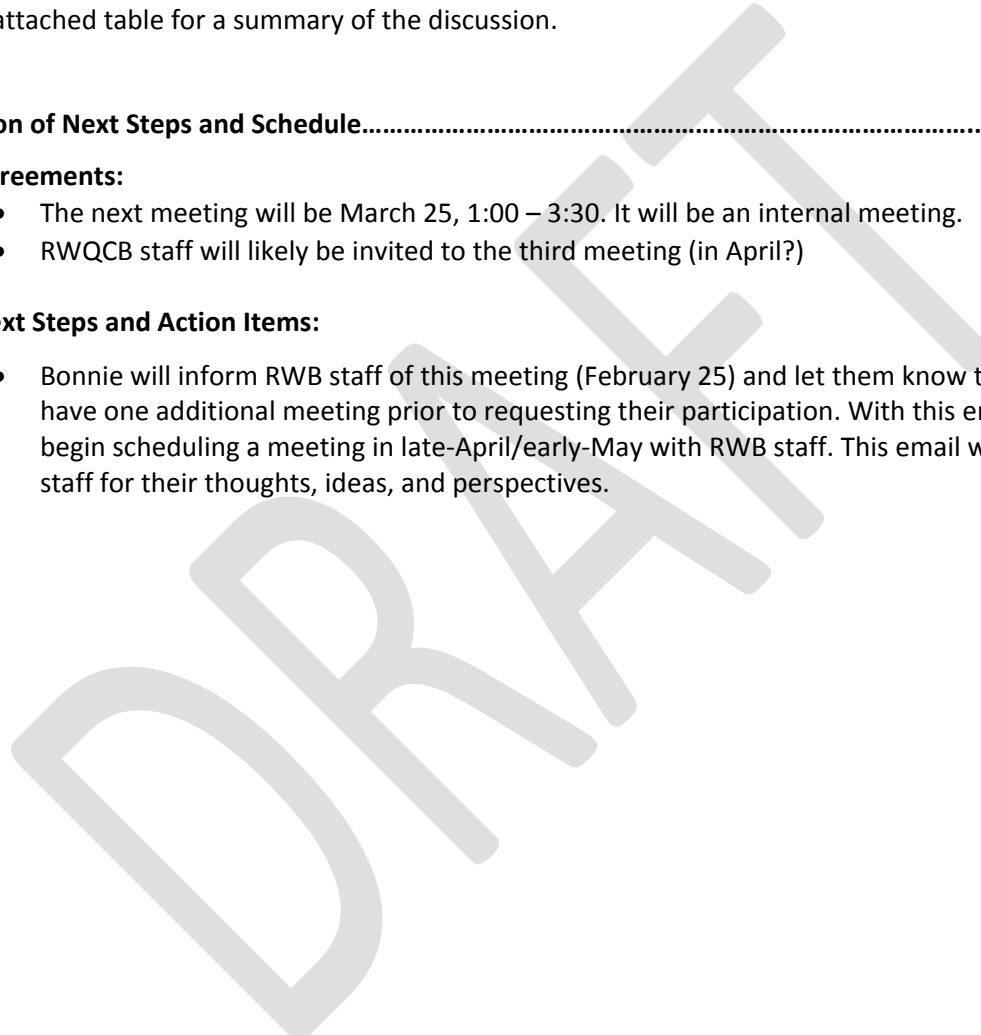 attached table for a summary of the discussion.
on of Next Steps and Schedule………………………………………………………………………………..
reements:
• The next meeting will be March 25, 1:00 – 3:30. It will be an internal meeting.
• RWQCB staff will likely be invited to the third meeting (in April?)
ext Steps and Action Items:
• Bonnie will inform RWB staff of this meeting (February 25) and let them know t
have one additional meeting prior to requesting their participation. With this em
begin scheduling a meeting in late-April/early-May with RWB staff. This email w
staff for their thoughts, ideas, and perspectives.
DRAFT